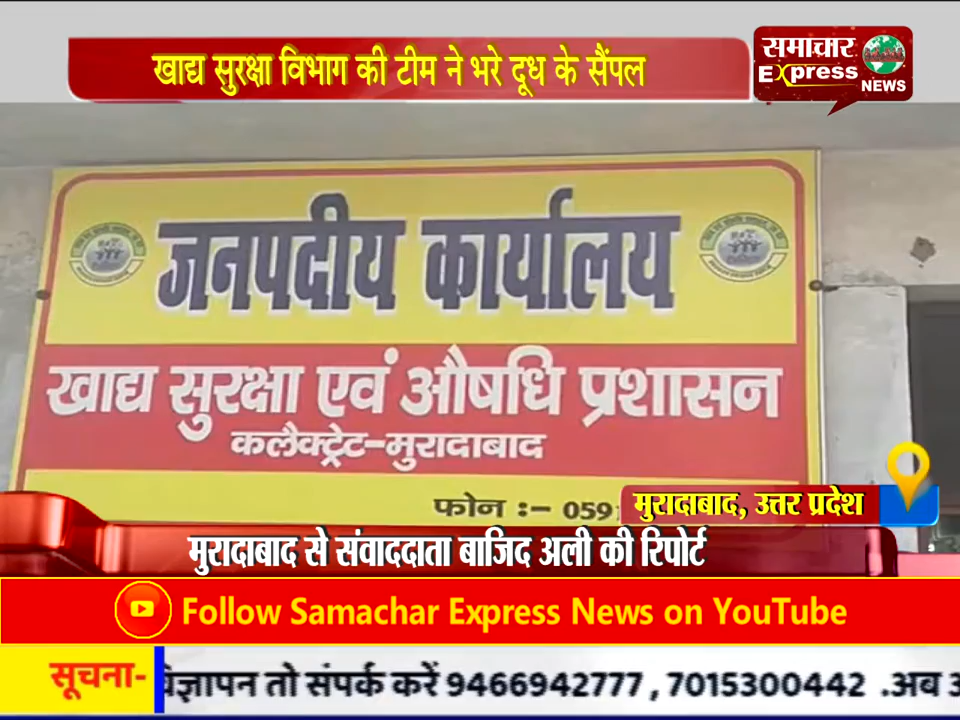 खाद्य सुरक्षा विभाग की टीम ने भरे दूध के सैंपल
समाचार
Express
NEWS
जनपदीय कार्यालय
खाद्य सुरक्षा एवं औषधि प्रशासन
कलैक्ट्रेट-मुरादाबाद
फोन :- 059
मुरादाबाद, उत्तर प्रदेश
मुरादाबाद से संवाददाता बाजिद अली की रिपोर्ट
Follow Samachar Express News on YouTube
सूचना- विज्ञापन तो संपर्क करें 9466942777 , 7015300442 .अब